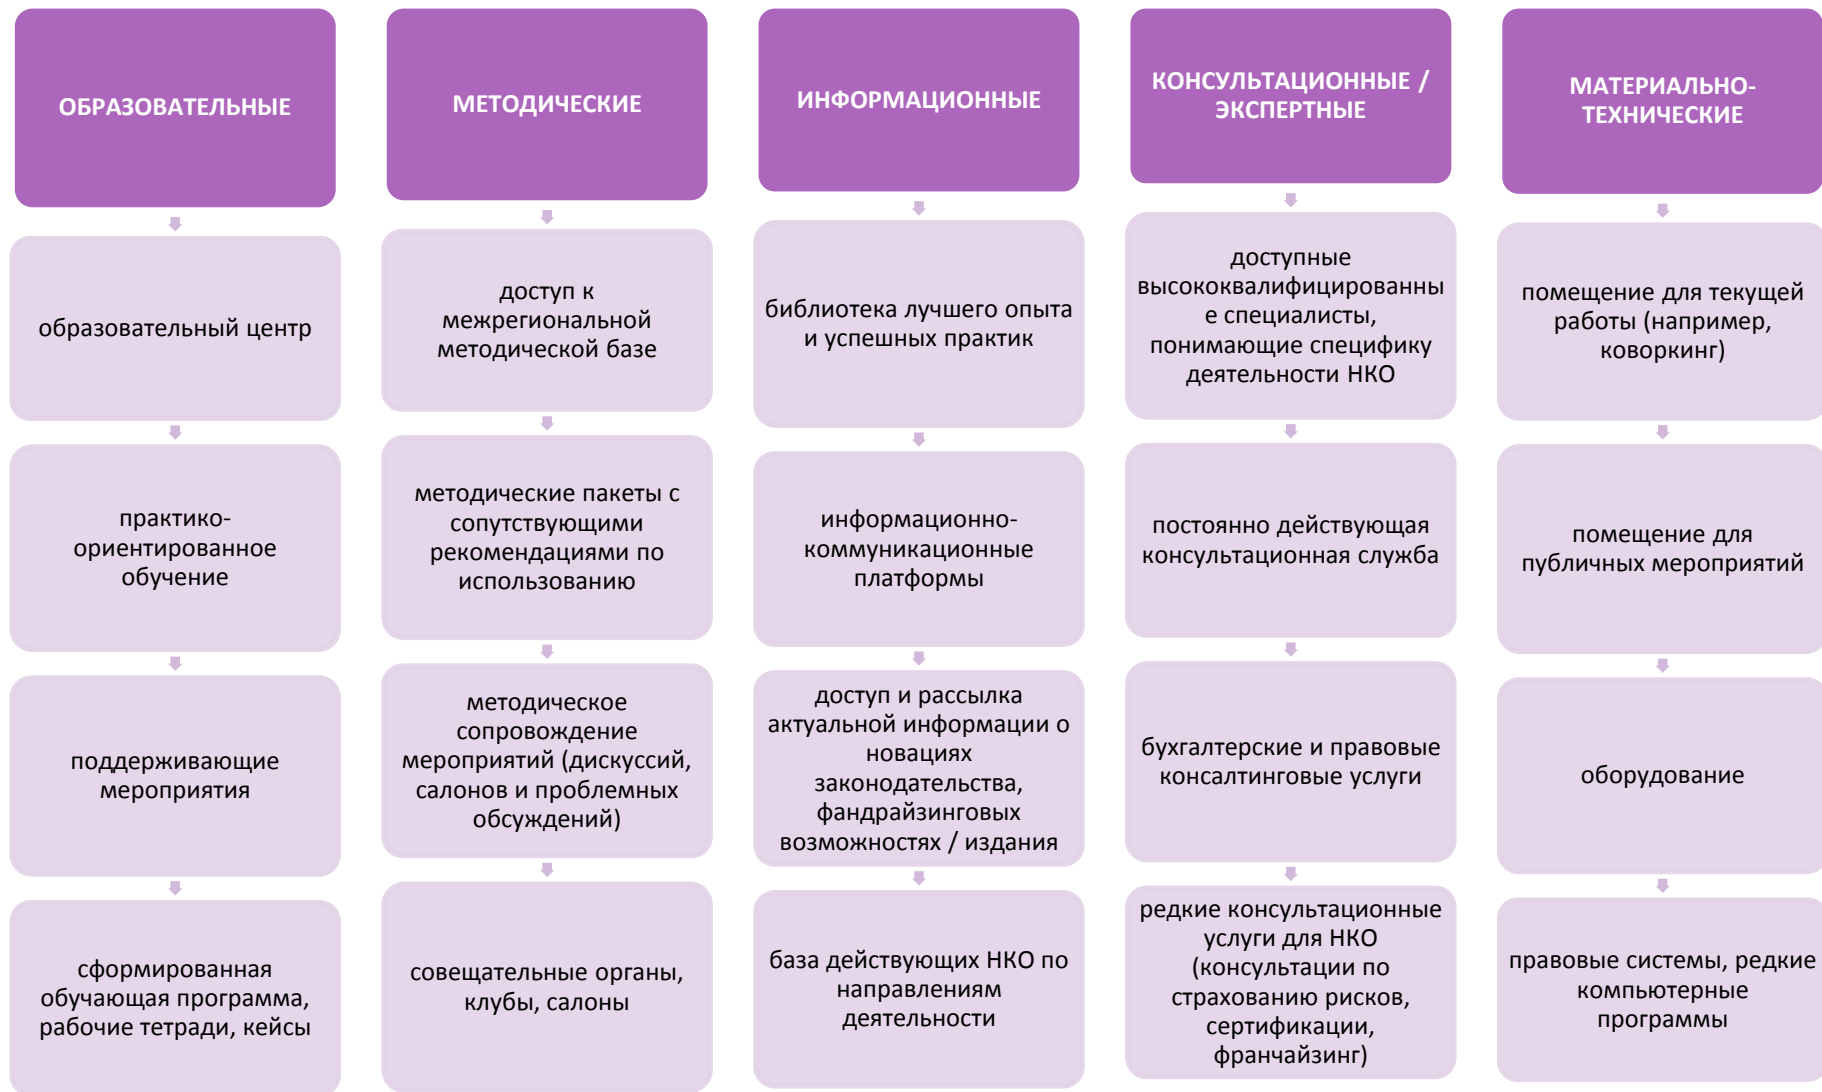 ОБРАЗОВАТЕЛЬНЫЕ
образовательный центр
практико-
ориентированное
обучение
поддерживающие
мероприятия
сформированная
обучающая программа,
рабочие тетради, кейсы
МЕТОДИЧЕСКИЕ
доступ к
межрегиональной
методической базе
методические пакеты с
сопутствующими
рекомендациями по
использованию
методическое
сопровождение
мероприятий (дискуссий,
салонов и проблемных
обсуждений)
совещательные органы,
клубы, салоны
ИНФОРМАЦИОННЫЕ
библиотека лучшего опыта
и успешных практик
информационно-
коммуникационные
платформы
доступ и рассылка
актуальной информации о
новациях
законодательства,
фандрайзинговых
возможностях / издания
база действующих НКО по
направлениям
деятельности
КОНСУЛЬТАЦИОННЫЕ /
ЭКСПЕРТНЫЕ
доступные
высококвалифицированны
е специалисты,
понимающие специфику
деятельности НКО
постоянно действующая
консультационная служба
бухгалтерские и правовые
консалтинговые услуги
редкие консультационные
услуги для НКО
(консультации по
страхованию рисков,
сертификации,
франчайзинг)
МАТЕРИАЛЬНО-
ТЕХНИЧЕСКИЕ
помещение для текущей
работы (например,
коворкинг)
помещение для
публичных мероприятий
оборудование
правовые системы, редкие
компьютерные
программы